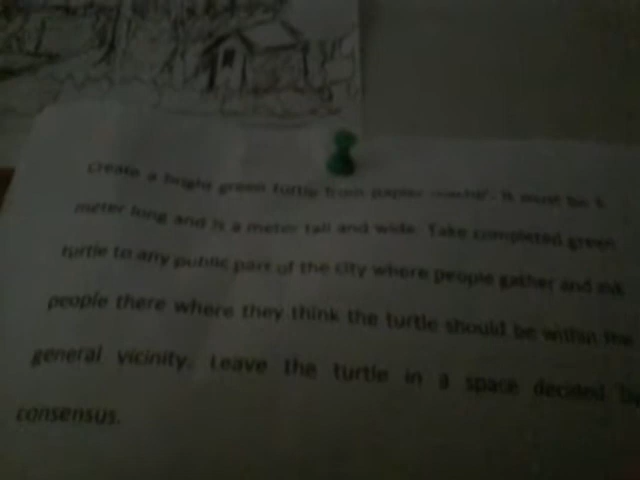 Create a bright green turtle from papier mache. It must be 1
meter long and is a meter tall and wide. Take completed green
turtle to any public part of the city where people gather and ask
people there where they think the turtle should be within the
general vicinity. Leave the turtle in a space decided by
consensus.